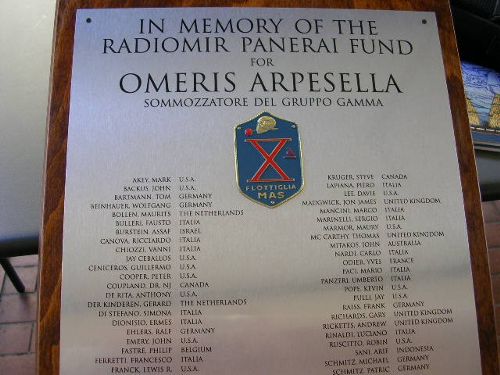 IN MEMORY OF THE
RADIOMIR PANERAI FUND
FOR
OMERIS ARPESELLA
SOMMOZZATORE DEL GRUPPO GAMMA
X
FLOTTIGLIA
MAS
AKEY, MARK U.S.A.
BACKUS, JOHN U.S.A.
BARTMANN, TOM GERMANY
BEINHAUER, WOLFGANG GERMANY
BOLLEN, MAURITS THE NETHERLANDS
BULLERI, FAUSTO ITALIA
BURSTEIN, ASSAF ISRAEL
CANOVA, RICCIARDO ITALIA
CHIOZZI, VANNI ITALIA
JAY CEBALLOS U.S.A.
CENICEROS, GUILLERMO U.S.A.
COOPER, PETER U.S.A.
COUPLAND, DR. NJ CANADA
DE RITA, ANTHONY U.S.A.
DER KINDEREN, GERARD THE NETHERLANDS
DI STEFANO, SIMONA ITALIA
DIONISIO, ERMES ITALIA
EHLERS, RALF GERMANY
EMERY, JOHN U.S.A.
FASTRÉ, PHILIP BELGIUM
FERRETTI, FRANCESCO ITALIA
FRANCK, LEWIS R. U.S.A.
KRUGER, STEVE CANADA
LAPIANA, PIERO ITALIA
LEE, DAVIE U.S.A.
MADGWICK, JON JAMES UNITED KINGDOM
MANCINI, MARCO ITALIA
MARINELLI, SERGIO ITALIA
MARMOR, MAURY U.S.A.
MC CARTHY, THOMAS UNITED KINGDOM
MITAKOS, JOHN AUSTRALIA
NARDI, CARLO ITALIA
ODIER, YVES FRANCE
PACI, MARIO ITALIA
PANZERI, UMBERTO ITALIA
POPE, KEVIN U.S.A.
PUELL, JAY U.S.A.
RAISS, FRANK GERMANY
RICHARDS, GARY UNITED KINGDOM
RICKETTS, ANDREW UNITED KINGDOM
RINALDI, LUCIANO ITALIA
RUSCITTO, ROBIN U.S.A.
SANI, ARIF INDONESIA
SCHMITZ, MICHAEL GERMANY
SCHMITZ, PATRIC GERMANY